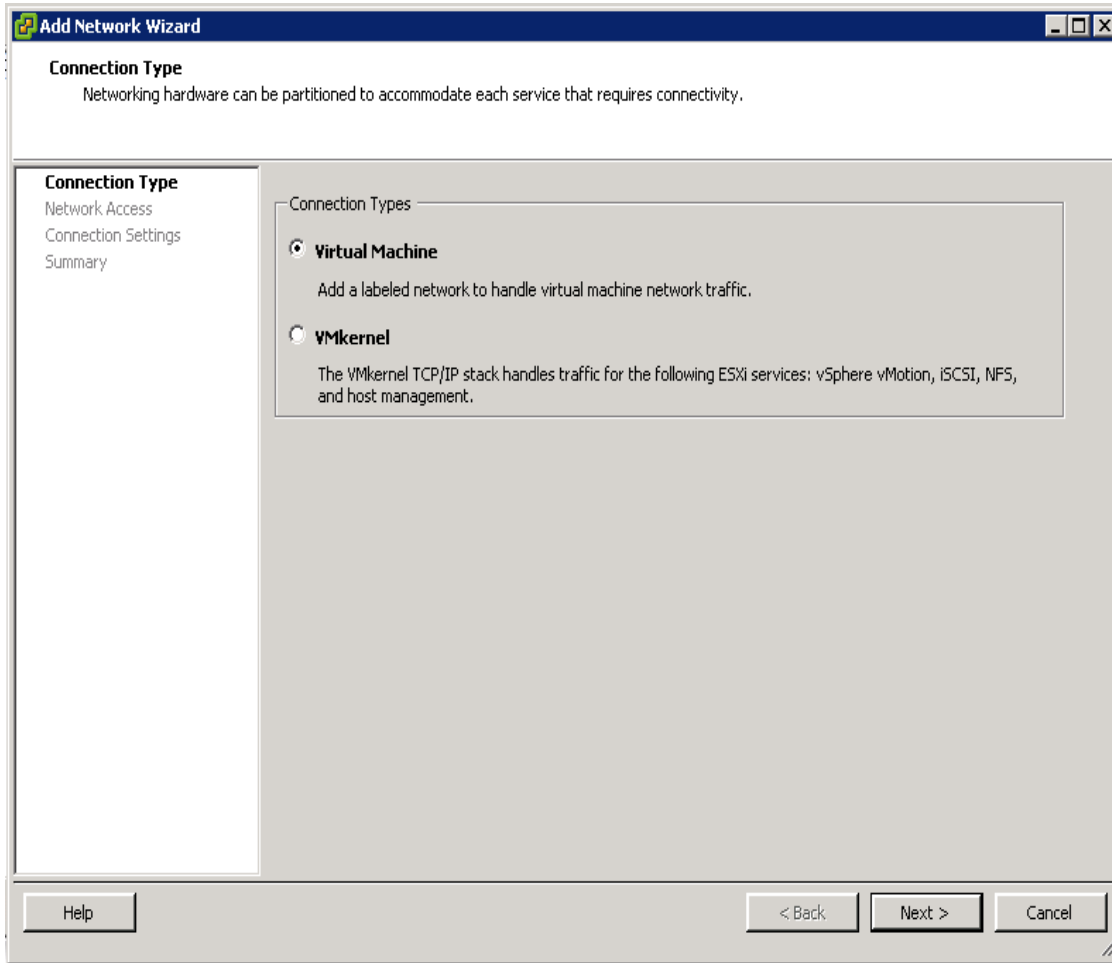 Add Network Wizard
Connection Type
Networking hardware can be partitioned to accommodate each service that requires connectivity.
Connection Type
Network Access
Connection Settings
Summary
Connection Types
Virtual Machine
Add a labeled network to handle virtual machine network traffic.
VMkernel
The VMkernel TCP/IP stack handles traffic for the following ESXi services: vSphere vMotion, iSCSI, NFS,
and host management.
Help
< Back
Next >
Cancel